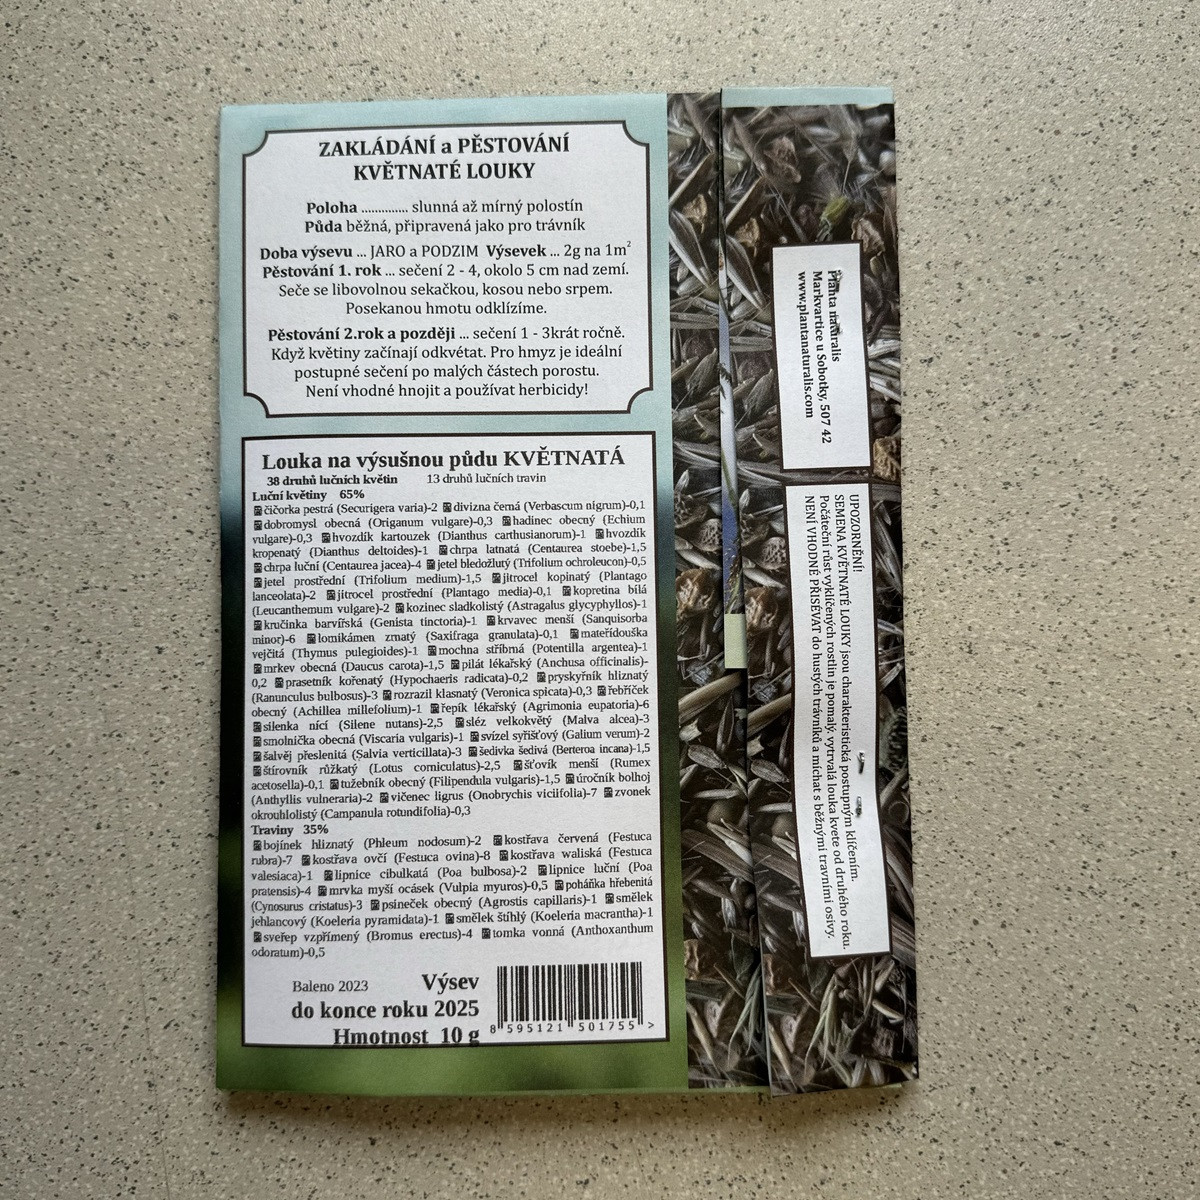 ZAKLÁDÁNÍ a PĚSTOVÁNÍ
KVĚTNATÉ LOUKY
Poloha .............. slunná až mírný polostín
Půda běžná, připravená jako pro trávník
Doba výsevu ... JARO a PODZIM Výsevek ... 2g na 1m²
Pěstování 1. rok ... sečení 2 - 4, okolo 5 cm nad zemí.
Seče se libovolnou sekačkou, kosou nebo srpem.
Posekanou hmotu odklízíme.
Pěstování 2.rok a později ... sečení 1 - 3krát ročně.
Když květiny začínají odkvétat. Pro hmyz je ideální
postupné sečení po malých částech porostu.
Není vhodné hnojit a používat herbicidy!
Louka na výsušnou půdu KVĚTNATÁ
38 druhů lučních květin 13 druhů lučních travin
Luční květiny 65%
čičorka pestrá (Securigera varia)-2 divizna černá (Verbascum nigrum)-0,1
dobromysl obecná (Origanum vulgare)-0,3 hadinec obecný (Echium
vulgare)-0,3 hvozdík kartouzek (Dianthus carthusianorum)-1 hvozdík
kropenatý (Dianthus deltoides)-1 chrpa latnatá (Centaurea stoebe)-1,5
chrpa luční (Centaurea jacea)-4 jetel bledožlutý (Trifolium ochroleucon)-0,5
jetel prostřední (Trifolium medium)-1,5 jitrocel kopinatý (Plantago
lanceolata)-2 jitrocel prostřední (Plantago media)-0,1 kopretina bílá
(Leucanthemum vulgare)-2 kozinec sladkolistý (Astragalus glycyphyllos)-1
kručinka barvířská (Genista tinctoria)-1 krvavec menší (Sanquisorba
minor)-6 lomikámen zrnatý (Saxifraga granulata)-0,1 mateřídouška
vejčitá (Thymus pulegioides)-1 mochna stříbrná (Potentilla argentea)-1
mrkev obecná (Daucus carota)-1,5 pilát lékařský (Anchusa officinalis)-
0,2 prasetník kořenatý (Hypochaeris radicata)-0,2 pryskyřník hliznatý
(Ranunculus bulbosus)-3 rozrazil klasnatý (Veronica spicata)-0,3 řebříček
obecný (Achillea millefolium)-1 řepík lékařský (Agrimonia eupatoria)-6
silenka nící (Silene nutans)-2,5 sléz velkokvětý (Malva alcea)-3
smolnička obecná (Viscaria vulgaris)-1 svízel syřišťový (Galium verum)-2
šalvěj přeslenitá (Salvia verticillata)-3 šedivka šedivá (Berteroa incana)-1,5
štírovník růžkatý (Lotus corniculatus)-2,5 šťovík menší (Rumex
acetosella)-0,1 tužebník obecný (Filipendula vulgaris)-1,5 úročník bolhoj
(Anthyllis vulneraria)-2 vičenec ligrus (Onobrychis viciifolia)-7 zvonek
okrouhlolistý (Campanula rotundifolia)-0,3
Traviny 35%
bojínek hliznatý (Phleum nodosum)-2 kostřava červená (Festuca
rubra)-7 kostřava ovčí (Festuca ovina)-8 kostřava waliská (Festuca
valesiaca)-1 lipnice cibulkatá (Poa bulbosa)-2 lipnice luční (Poa
pratensis)-4 mrvka myší ocásek (Vulpia myuros)-0,5 poháňka hřebenitá
(Cynosurus cristatus)-3 psineček obecný (Agrostis capillaris)-1 smělek
jehlancový (Koeleria pyramidata)-1 smělek štíhlý (Koeleria macrantha)-1
sveřep vzpřímený (Bromus erectus)-4 tomka vonná (Anthoxanthum
odoratum)-0,5
Baleno 2023 Výsev
do konce roku 2025
Hmotnost 10 g
8 595121 501755 >
Planta naturalis
Markvartice u Sobotky, 507 42
www.plantanaturalis.com
UPOZORNĚNÍ!
SEMENA KVĚTNATÉ LOUKY jsou charakteristická postupným klíčením.
Počáteční růst vyklíčených rostlin je pomalý, vytrvalá louka kvete od druhého roku.
NENÍ VHODNÉ PŘISÉVAT do hustých trávníků a míchat s běžnými travními osivy.